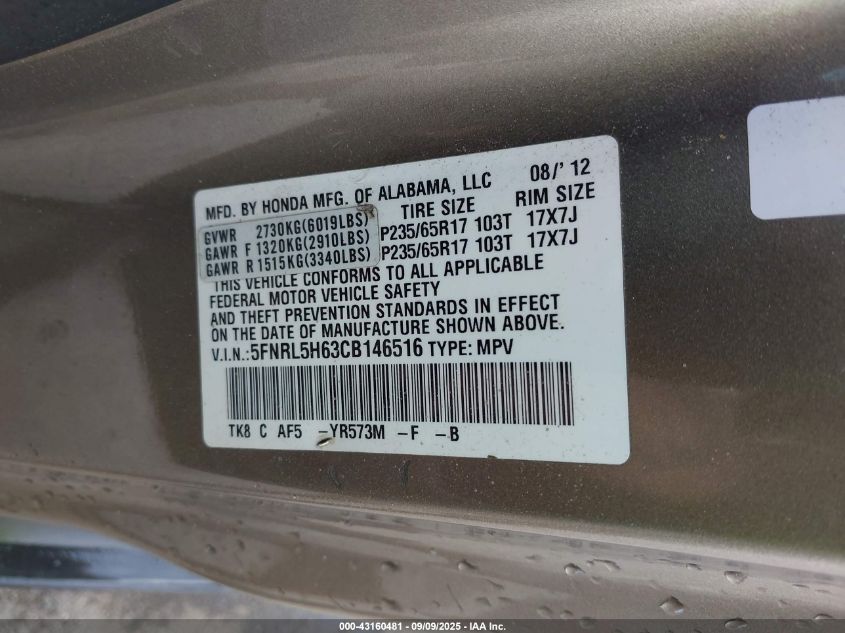 MFD. BY HONDA MFG. OF ALABAMA, LLC 08/' 12
GVWR 2730KG(6019LBS) TIRE SIZE RIM SIZE
GAWR F 1320KG(2910LBS) P235/65R17 103T 17X7J
GAWR R 1515KG(3340LBS) P235/65R17 103T 17X7J
THIS VEHICLE CONFORMS TO ALL APPLICABLE
FEDERAL MOTOR VEHICLE SAFETY
AND THEFT PREVENTION STANDARDS IN EFFECT
ON THE DATE OF MANUFACTURE SHOWN ABOVE.
V.I.N.:5FNRL5H63CB146516 TYPE: MPV
TK8 C AF5 -YR573M -F -B
000-43160481 - 09/09/2025 - IAA Inc.